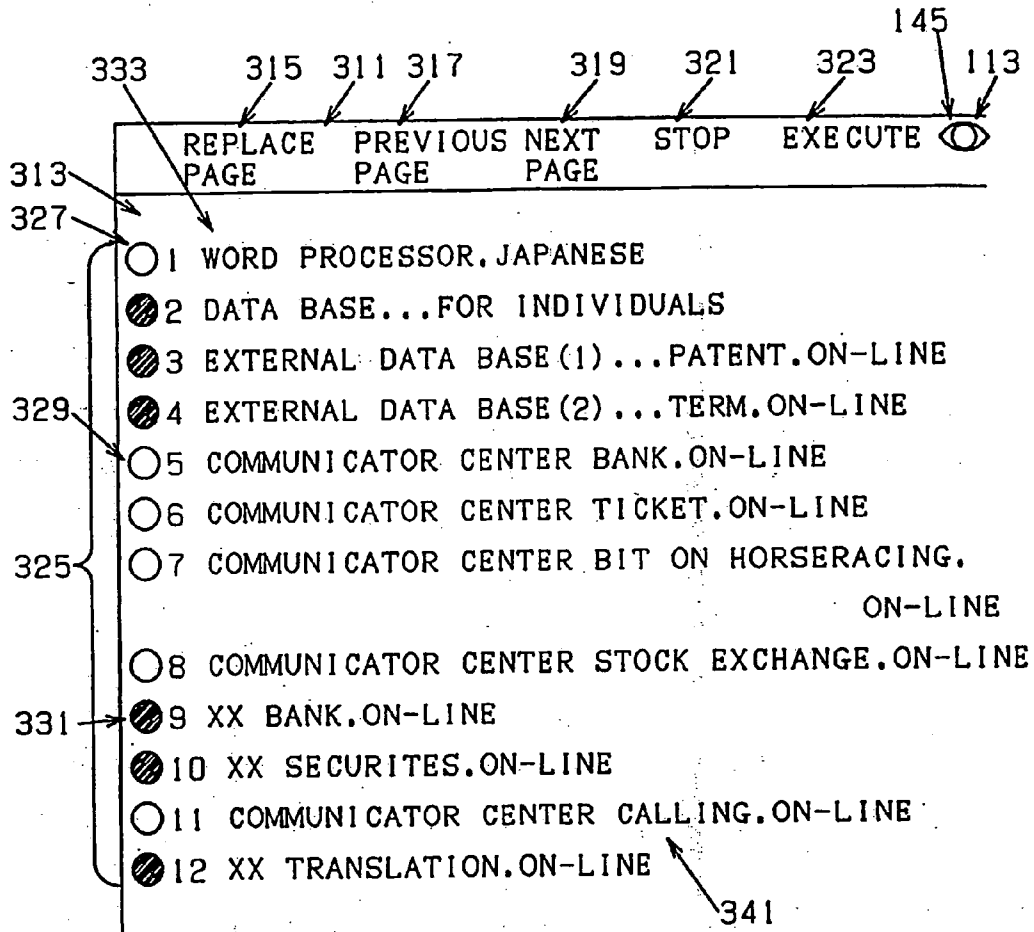 145
333 315 311 317 319 321 323 113
REPLACE PREVIOUS NEXT STOP EXECUTE
PAGE PAGE PAGE
313
327
1 WORD PROCESSOR.JAPANESE
2 DATA BASE...FOR INDIVIDUALS
3 EXTERNAL DATA BASE(1)...PATENT.ON-LINE
329
4 EXTERNAL DATA BASE(2)...TERM.ON-LINE
5 COMMUNICATOR CENTER BANK.ON-LINE
6 COMMUNICATOR CENTER TICKET.ON-LINE
325
7 COMMUNICATOR CENTER BIT ON HORSERACING.
ON-LINE
8 COMMUNICATOR CENTER STOCK EXCHANGE.ON-LINE
331
9 XX BANK.ON-LINE
10 XX SECURITES.ON-LINE
11 COMMUNICATOR CENTER CALLING.ON-LINE
12 XX TRANSLATION.ON-LINE
341